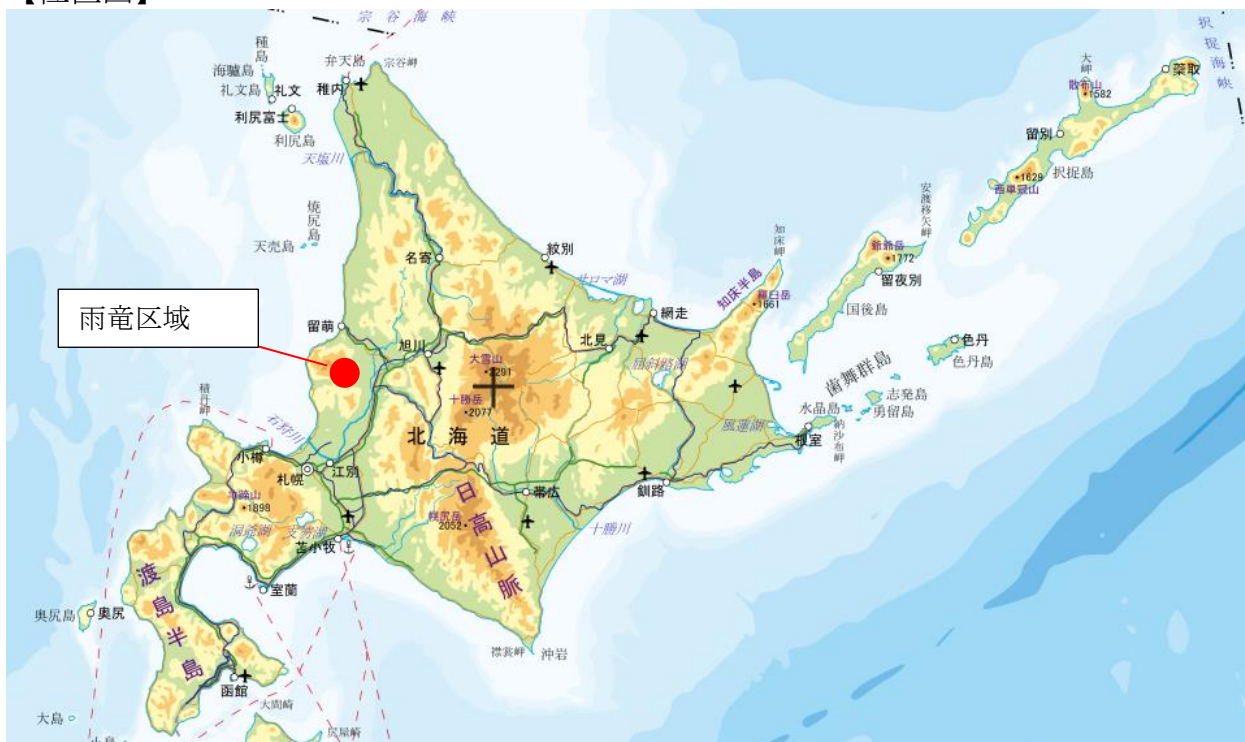 宗谷海峡
種島
海驢島
礼文島
礼文
利尻富士
利尻島
弁天島
宗谷岬
稚内
天塩川
焼尻島
天売島
名寄
紋別
サロマ湖
網走
知床岬
知床半島
羅臼岳
1661
雨竜区域
留萌
旭川
大雪山
2291
十勝岳
2077
北見
屈斜路湖
北海道
風蓮湖
根室
納沙布岬
水晶島
勇留島
志発島
歯舞群島
色丹
色丹島
国後島
留夜別
爺爺岳
1772
安渡移矢岬
択捉島
西単冠山
1629
留別
散布山
1582
大岬
蘂取
択捉海峡
積丹岬
石狩川
小樽
札幌
江別
1898
洞爺湖
支笏湖
苫小牧
室蘭
幌尻岳
2052
日高山脈
帯広
釧路
十勝川
襟裳岬
沖岩
渡島半島
奥尻島
奥尻
函館
大島
大間崎
尻屋崎